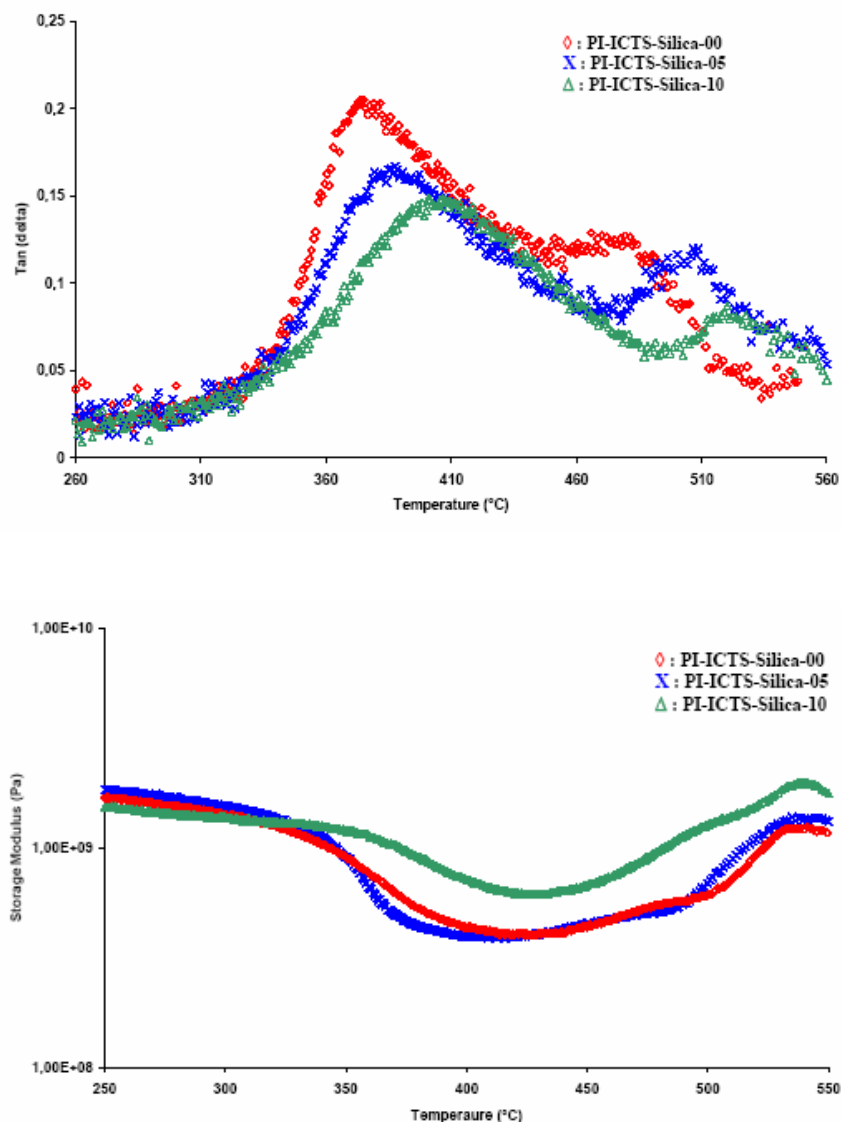 0,25
0,2
0,15
0,1
0,05
0
Tan (delta)
◊ : PI-ICTS-Silica-00
X : PI-ICTS-Silica-05
△ : PI-ICTS-Silica-10
260 310 360 410 460 510 560
Temperature (°C)
1,00E+10
1,00E+09
1,00E+08
Storage Modulus (Pa)
◊ : PI-ICTS-Silica-00
X : PI-ICTS-Silica-05
△ : PI-ICTS-Silica-10
250 300 350 400 450 500 550
Temperaure (°C)